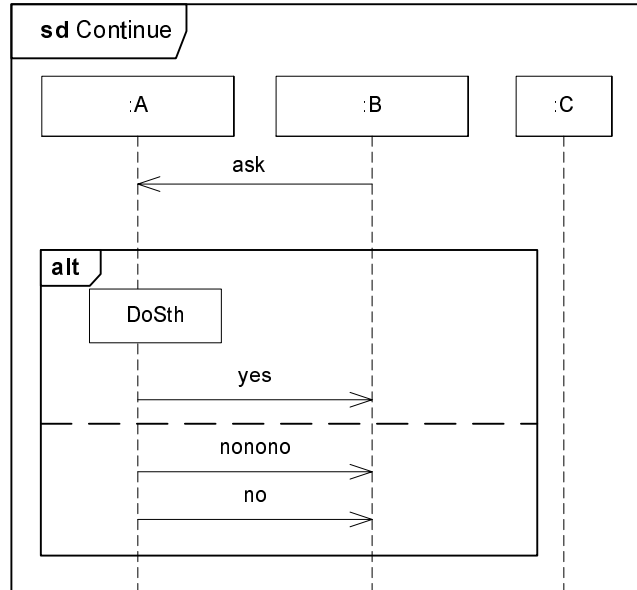 sd Continue
:A
:B
:C
ask
alt
DoSth
yes
nonono
no